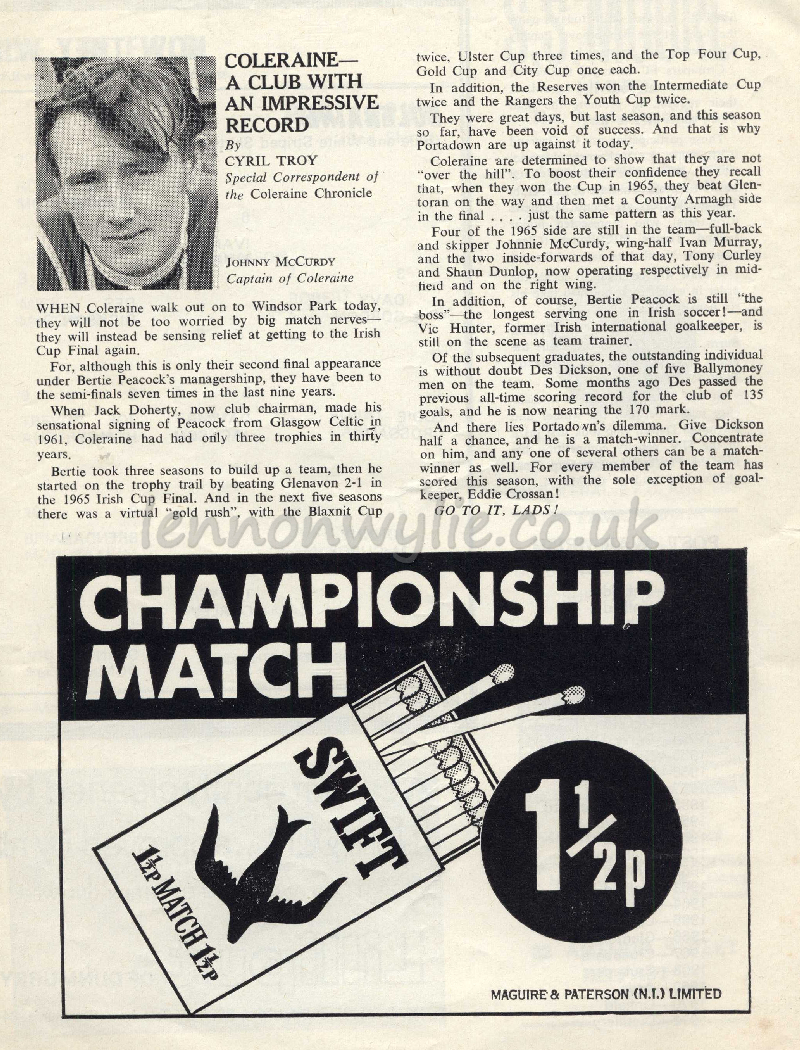 COLERAINE—
A CLUB WITH
AN IMPRESSIVE
RECORD
By
CYRIL TROY
Special Correspondent of
the Coleraine Chronicle
JOHNNY MCCURDY
Captain of Coleraine
WHEN Coleraine walk out on to Windsor Park today,
they will not be too worried by big match nerves—
they will instead be sensing relief at getting to the Irish
Cup Final again.
For, although this is only their second final appearance
under Bertie Peacock's managership, they have been to
the semi-finals seven times in the last nine years.
When Jack Doherty, now club chairman, made his
sensational signing of Peacock from Glasgow Celtic in
1961, Coleraine had had only three trophies in thirty
years.
Bertie took three seasons to build up a team, then he
started on the trophy trail by beating Glenavon 2-1 in
the 1965 Irish Cup Final. And in the next five seasons
there was a virtual "gold rush", with the Blaxnit Cup
twice, Ulster Cup three times, and the Top Four Cup,
Gold Cup and City Cup once each.
In addition, the Reserves won the Intermediate Cup
twice and the Rangers the Youth Cup twice.
They were great days, but last season, and this season
so far, have been void of success. And that is why
Portadown are up against it today.
Coleraine are determined to show that they are not
"over the hill". To boost their confidence they recall
that, when they won the Cup in 1965, they beat Glen-
toran on the way and then met a County Armagh side
in the final . . . . just the same pattern as this year.
Four of the 1965 side are still in the team—full-back
and skipper Johnnie McCurdy, wing-half Ivan Murray,
and the two inside-forwards of that day, Tony Curley
and Shaun Dunlop, now operating respectively in mid-
field and on the right wing.
In addition, of course, Bertie Peacock is still "the
boss"—the longest serving one in Irish soccer!—and
Vic Hunter, former Irish international goalkeeper, is
still on the scene as team trainer.
Of the subsequent graduates, the outstanding individual
is without doubt Des Dickson, one of five Ballymoney
men on the team. Some months ago Des passed the
previous all-time scoring record for the club of 135
goals, and he is now nearing the 170 mark.
And there lies Portadown's dilemma. Give Dickson
half a chance, and he is a match-winner. Concentrate
on him, and any one of several others can be a match-
winner as well. For every member of the team has
scored this season, with the sole exception of goal-
keeper, Eddie Crossan!
GO TO IT, LADS!
lennonwylie.co.uk
CHAMPIONSHIP
MATCH
SWIFT
1½P MATCH 1½P
1½p
MAGUIRE & PATERSON (N.I.) LIMITED